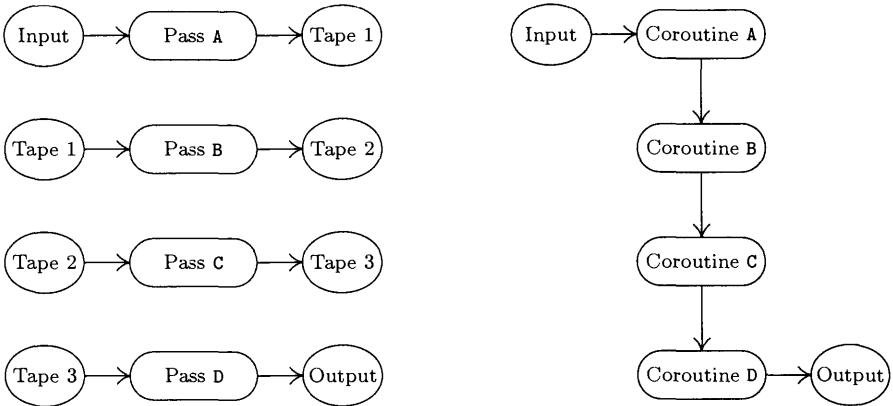 Input Pass A Tape 1
Tape 1 Pass B Tape 2
Tape 2 Pass C Tape 3
Tape 3 Pass D Output
Input Coroutine A
Coroutine B
Coroutine C
Coroutine D Output